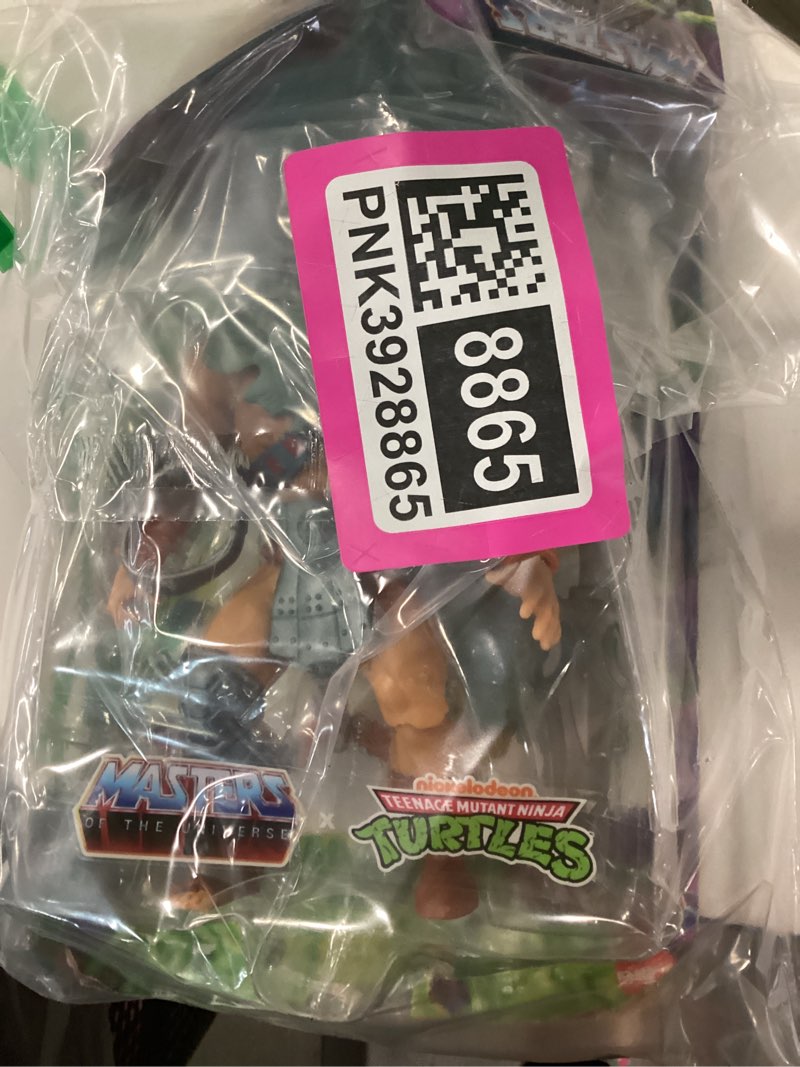 PNK3928865
8865
MASTERS
OF THE UNIVERSE
X
nickelodeon
TEENAGE MUTANT NINJA
TURTLES